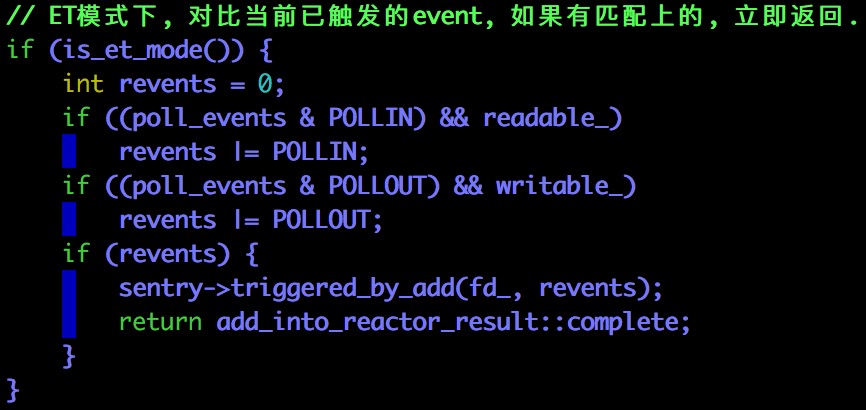 // ET模式下，对比当前已触发的event，如果有匹配上的，立即返回.
if (is_et_mode()) {
    int revents = 0;
    if ((poll_events & POLLIN) && readable_)
        revents |= POLLIN;
    if ((poll_events & POLLOUT) && writable_)
        revents |= POLLOUT;
    if (revents) {
        sentry->triggered_by_add(fd_, revents);
        return add_into_reactor_result::complete;
    }
}